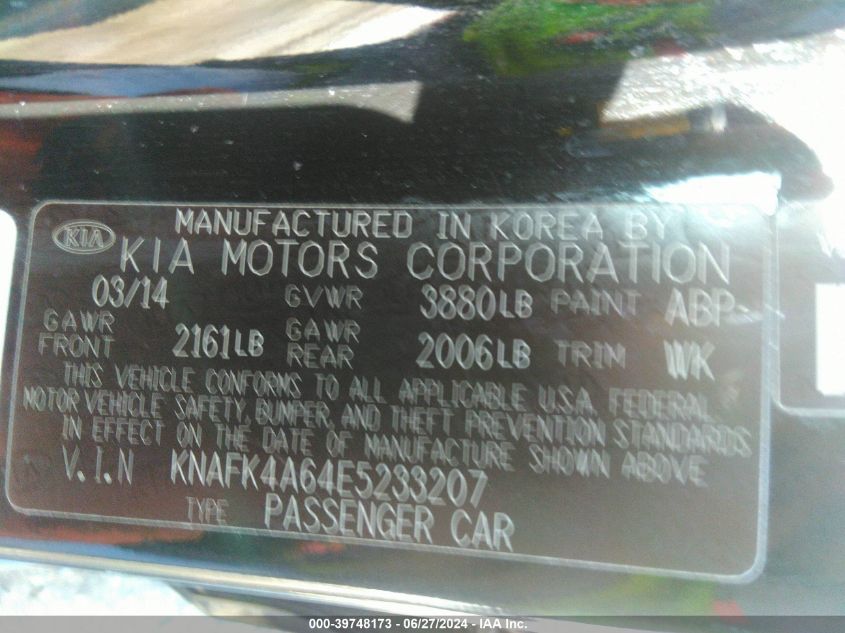 MANUFACTURED IN KOREA BY
KIA
KIA MOTORS CORPORATION
03/14 GVWR 3880LB PAINT ABP
GAWR FRONT 2161LB GAWR REAR 2006LB TRIM WK
THIS VEHICLE CONFORMS TO ALL APPLICABLE U.S.A. FEDERAL
MOTOR VEHICLE SAFETY, BUMPER, AND THEFT PREVENTION STANDARDS
IN EFFECT ON THE DATE OF MANUFACTURE SHOWN ABOVE
V.I.N KNAFK4A64E5233207
TYPE PASSENGER CAR
000-39748173 - 06/27/2024 - IAA Inc.